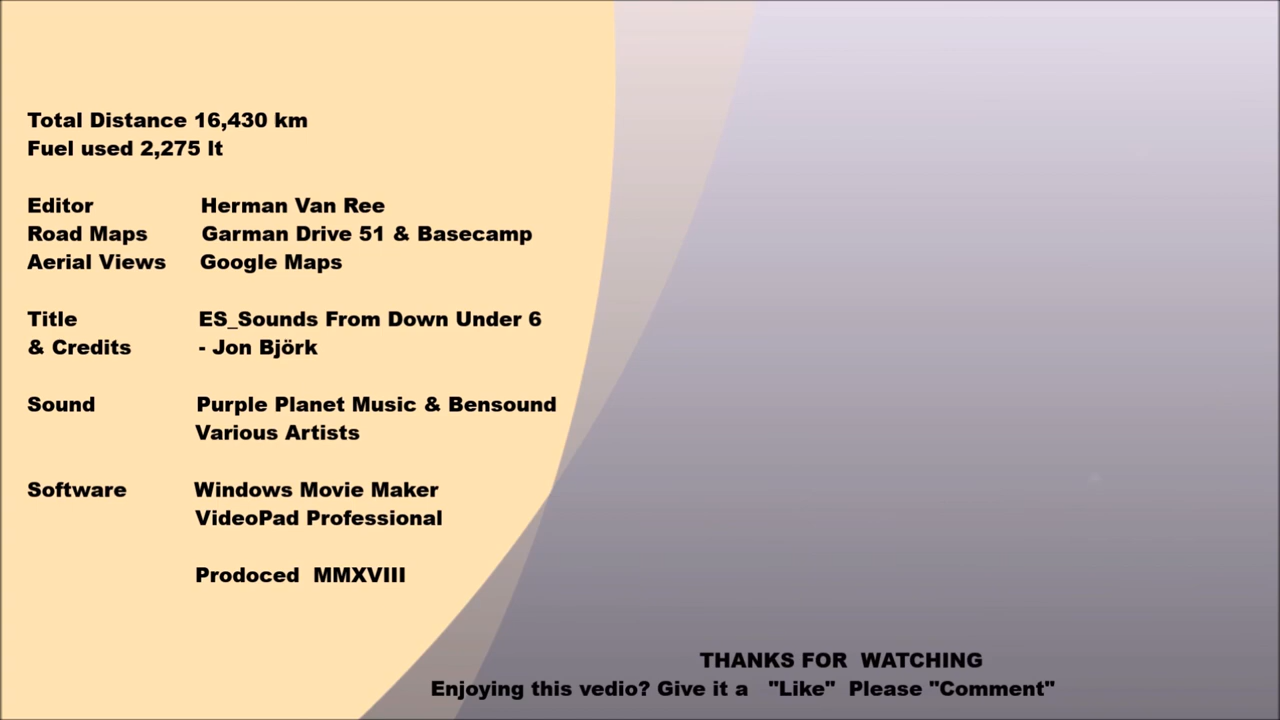 Total Distance 16,430 km
Fuel used 2,275 lt
Editor Herman Van Ree
Road Maps Garman Drive 51 & Basecamp
Aerial Views Google Maps
Title ES_Sounds From Down Under 6
& Credits - Jon Björk
Sound Purple Planet Music & Bensound
Various Artists
Software Windows Movie Maker
VideoPad Professional
Prodoced MMXVIII
THANKS FOR WATCHING
Enjoying this vedio? Give it a "Like" Please "Comment"